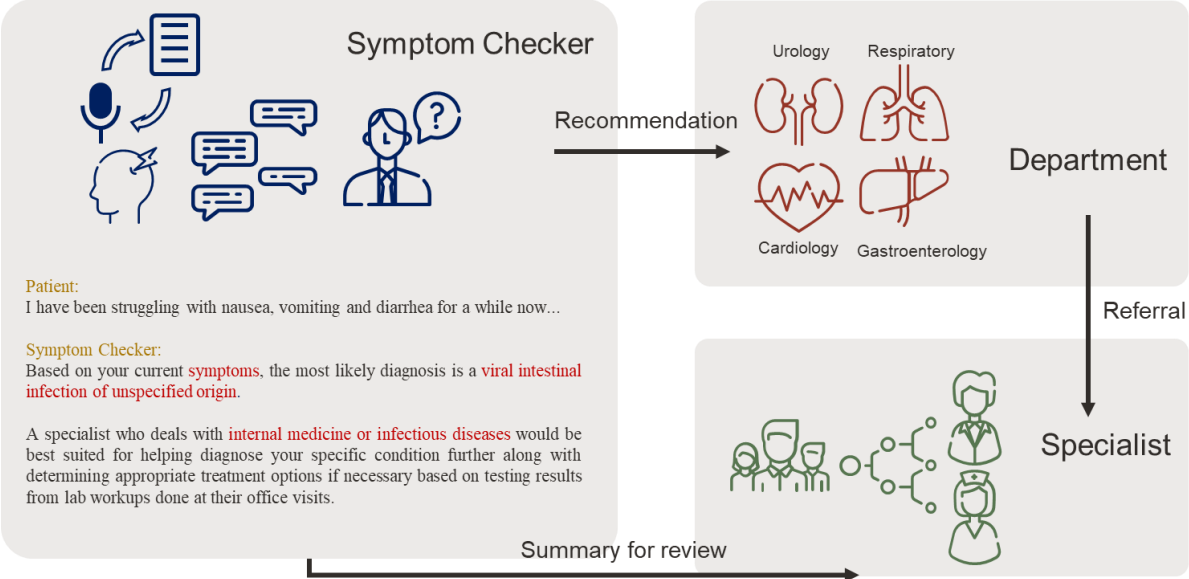 Symptom Checker
?
Patient:
I have been struggling with nausea, vomiting and diarrhea for a while now...
Symptom Checker:
Based on your current symptoms, the most likely diagnosis is a viral intestinal
infection of unspecified origin.
A specialist who deals with internal medicine or infectious diseases would be
best suited for helping diagnose your specific condition further along with
determining appropriate treatment options if necessary based on testing results
from lab workups done at their office visits.
Recommendation
Urology
Respiratory
Cardiology
Gastroenterology
Department
Referral
Specialist
Summary for review